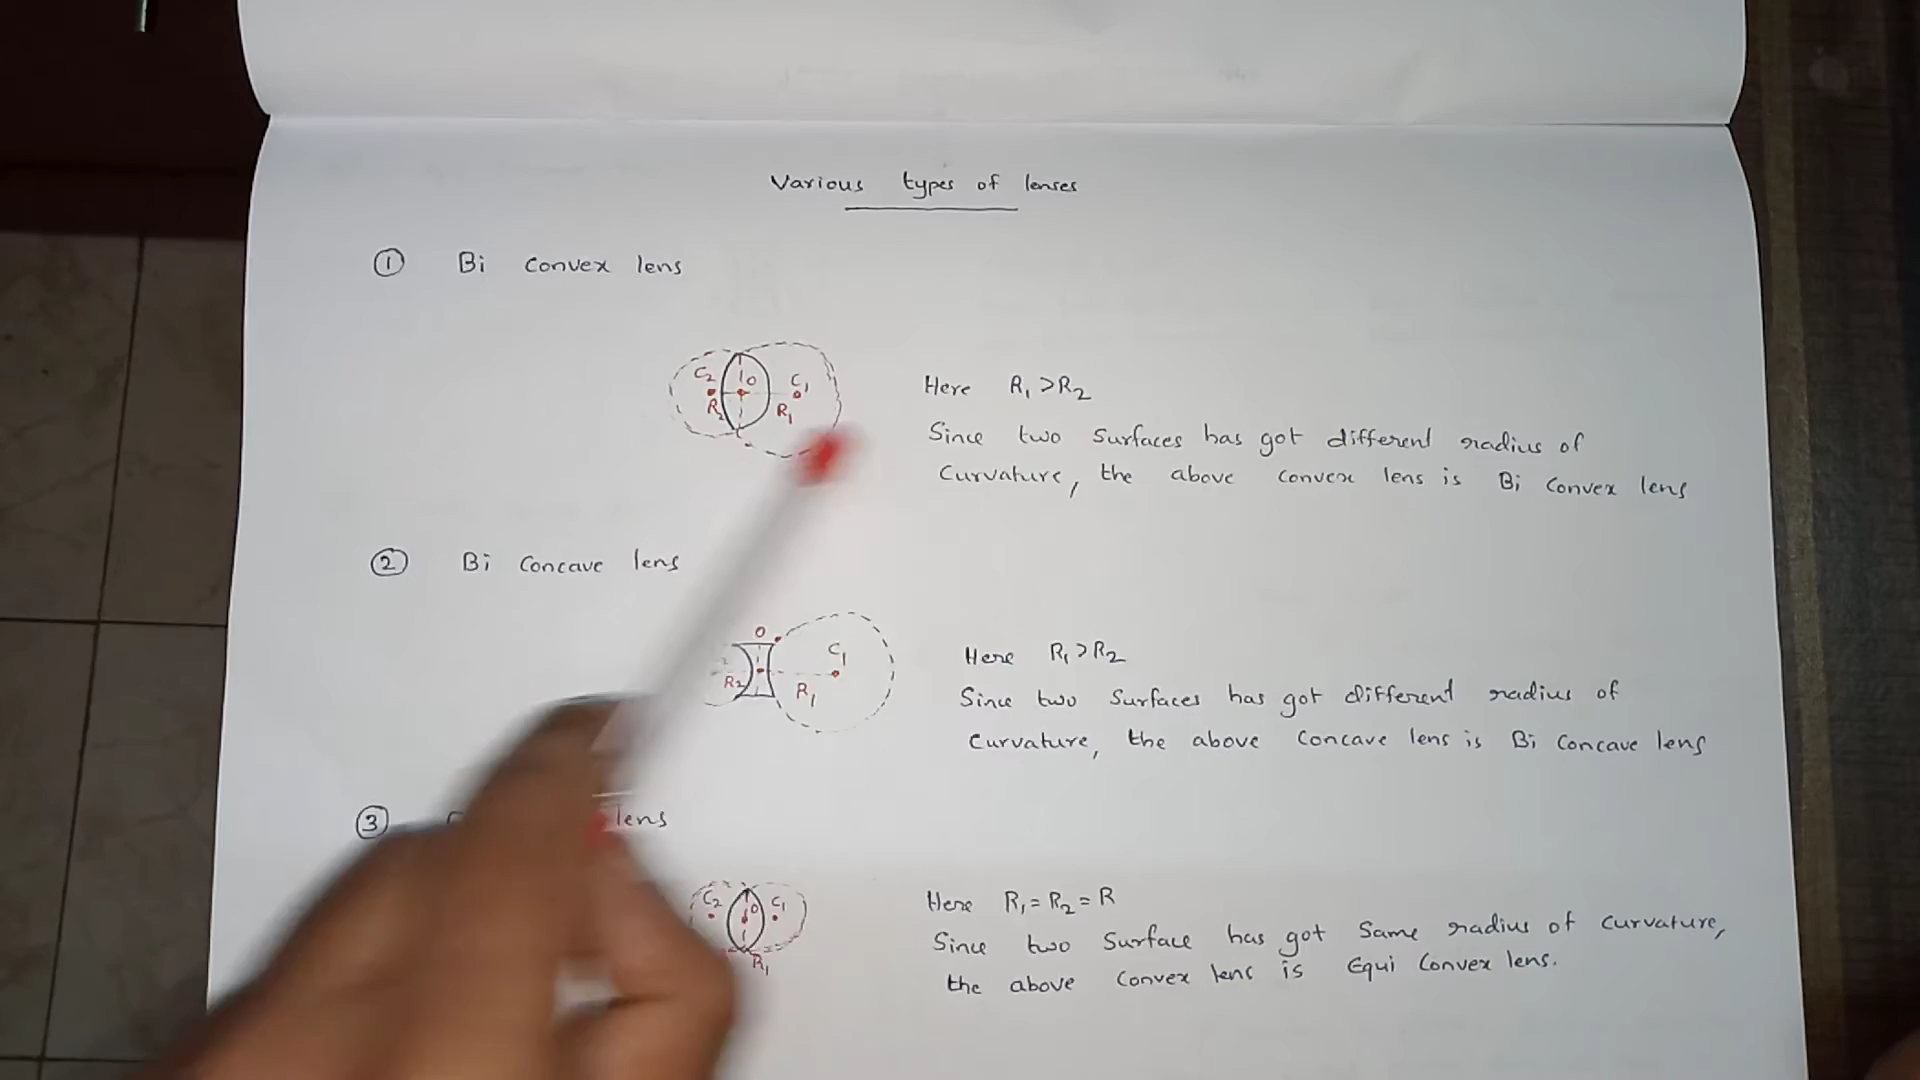 Various types of lenses
① Bi Convex lens
C2 O C1
R2 R1
Here R1 > R2
Since two Surfaces has got different radius of
Curvature, the above convex lens is Bi Convex lens
② Bi Concave lens
O
C1
R2 R1
Here R1 > R2
Since two Surfaces has got different radius of
Curvature, the above Concave lens is Bi Concave lens
③ lens
C2 O C1
R1
Here R1 = R2 = R
Since two Surface has got Same radius of Curvature,
the above Convex lens is Equi Convex lens.